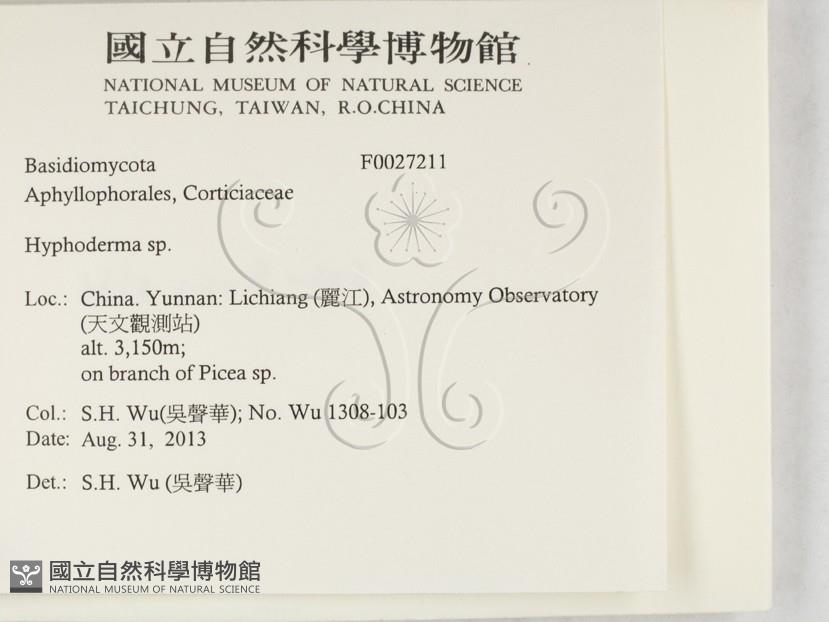 國立自然科學博物館
NATIONAL MUSEUM OF NATURAL SCIENCE
TAICHUNG, TAIWAN, R.O.CHINA
Basidiomycota F0027211
Aphyllophorales, Corticiaceae
Hyphoderma sp.
Loc.: China. Yunnan: Lichiang (麗江), Astronomy Observatory
(天文觀測站)
alt. 3,150m;
on branch of Picea sp.
Col.: S.H. Wu(吳聲華); No. Wu 1308-103
Date: Aug. 31, 2013
Det.: S.H. Wu (吳聲華)
國立自然科學博物館
NATIONAL MUSEUM OF NATURAL SCIENCE